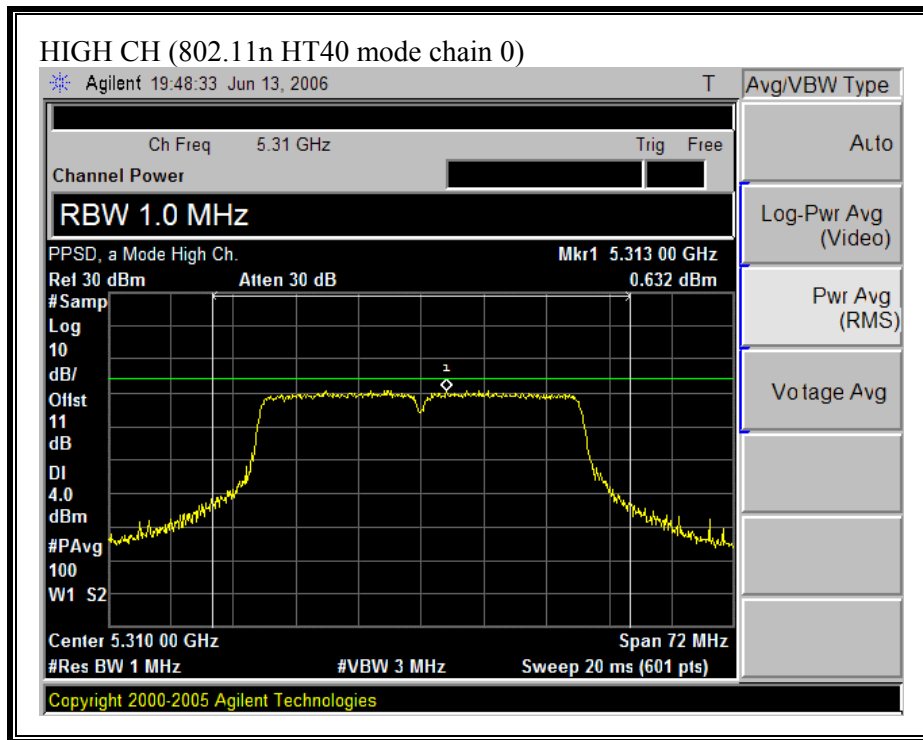 HIGH CH (802.11n HT40 mode chain 0)
Agilent 19:48:33 Jun 13, 2006 T
Avg/VBW Type
Ch Freq 5.31 GHz Trig Free
Channel Power
Auto
RBW 1.0 MHz
Log-Pwr Avg
(Video)
PPSD, a Mode High Ch. Mkr1 5.313 00 GHz
Ref 30 dBm Atten 30 dB 0.632 dBm
Pwr Avg
(RMS)
#Samp
Log
10
dB/
1
Offst
11
dB
Voltage Avg
DI
4.0
dBm
#PAvg
100
W1 S2
Center 5.310 00 GHz Span 72 MHz
#Res BW 1 MHz #VBW 3 MHz Sweep 20 ms (601 pts)
Copyright 2000-2005 Agilent Technologies